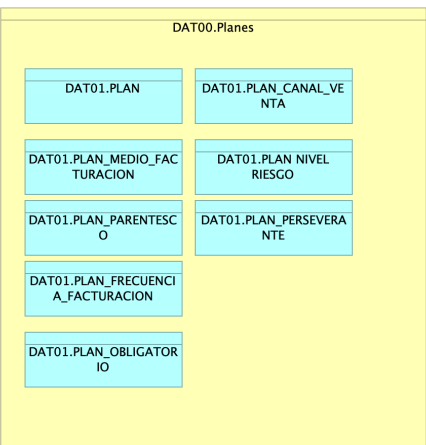 DAT00.Planes
DAT01.PLAN
DAT01.PLAN_CANAL_VE
NTA
DAT01.PLAN_MEDIO_FAC
TURACION
DAT01.PLAN NIVEL
RIESGO
DAT01.PLAN_PARENTESC
O
DAT01.PLAN_PERSEVERA
NTE
DAT01.PLAN_FRECUENCI
A_FACTURACION
DAT01.PLAN_OBLIGATOR
IO